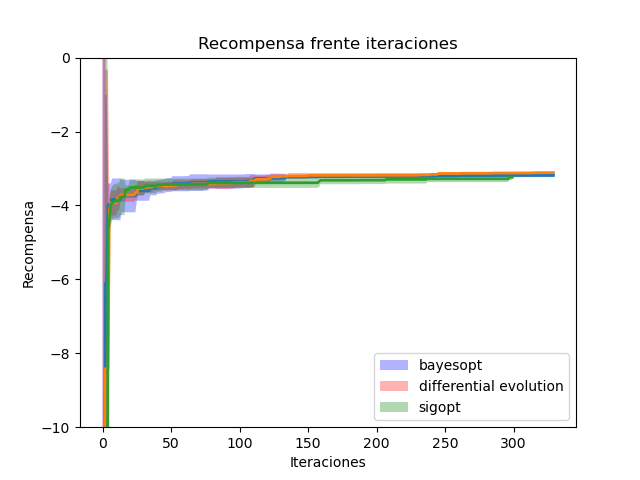 Recompensa frente iteraciones
Recompensa
0
−2
−4
−6
−8
−10
0 50 100 150 200 250 300
Iteraciones
bayesopt
differential evolution
sigopt